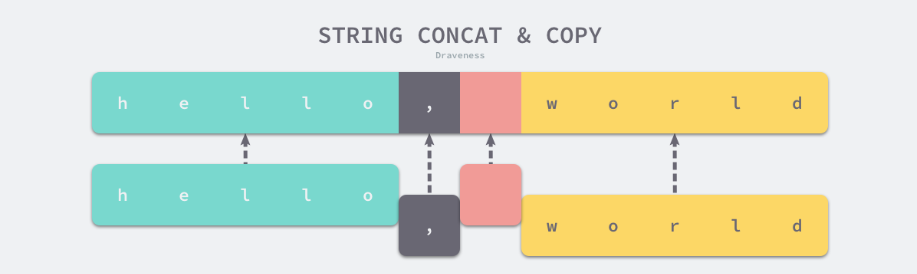 STRING CONCAT & COPY
Draveness
h e l l o , w o r l d
h e l l o
, w o r l d